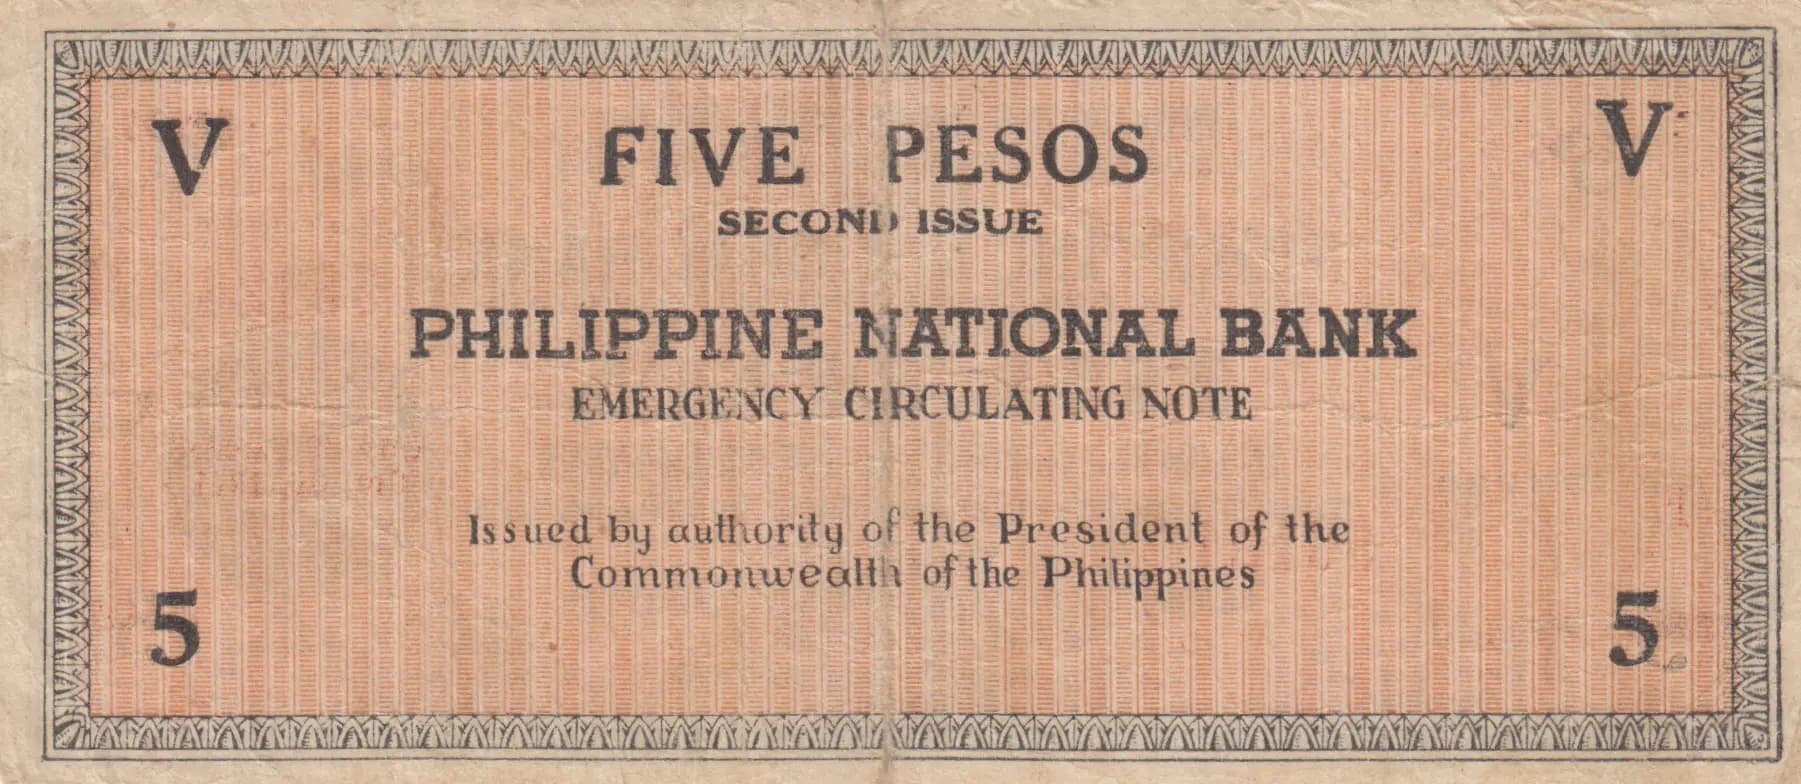 V V
FIVE PESOS
SECOND ISSUE
PHILIPPINE NATIONAL BANK
EMERGENCY CIRCULATING NOTE
Issued by authority of the President of the
Commonwealth of the Philippines
5 5